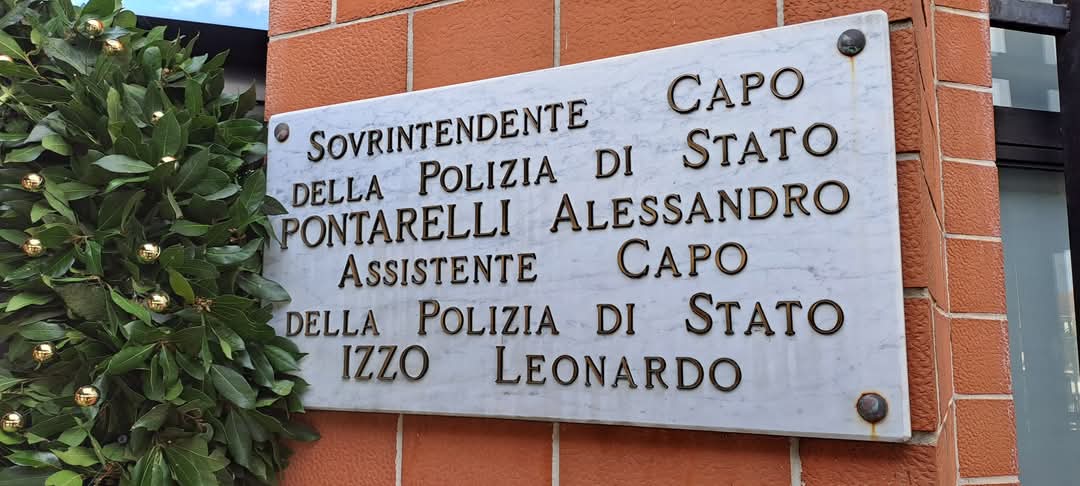 SOVRINTENDENTE CAPO
DELLA POLIZIA DI STATO
PONTARELLI ALESSANDRO
ASSISTENTE CAPO
DELLA POLIZIA DI STATO
IZZO LEONARDO